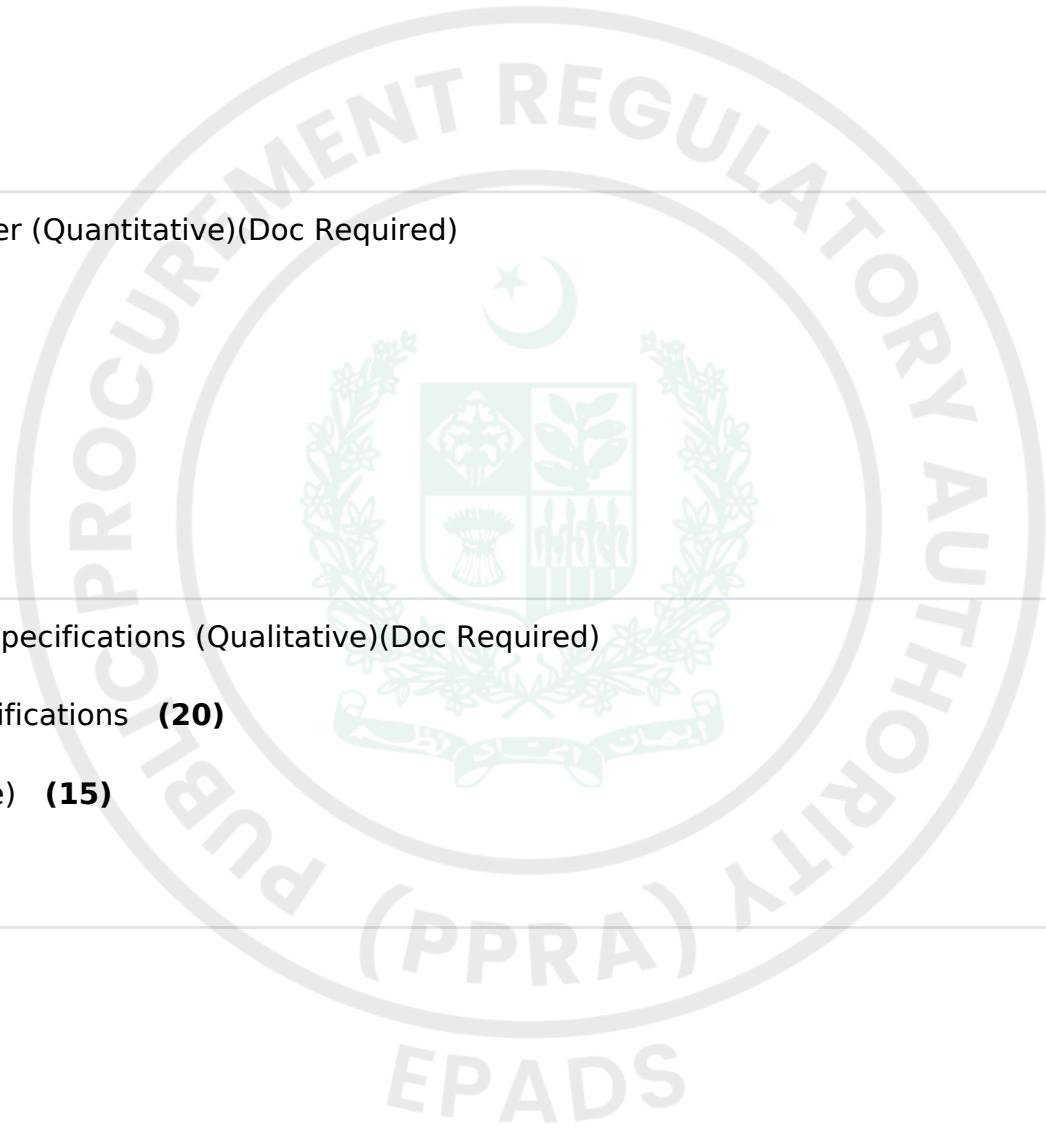 PUBLIC PROCUREMENT REGULATORY AUTHORITY
er (Quantitative)(Doc Required)
pecifications (Qualitative)(Doc Required)
ifications (20)
e) (15)
(PPRA)
EPADS